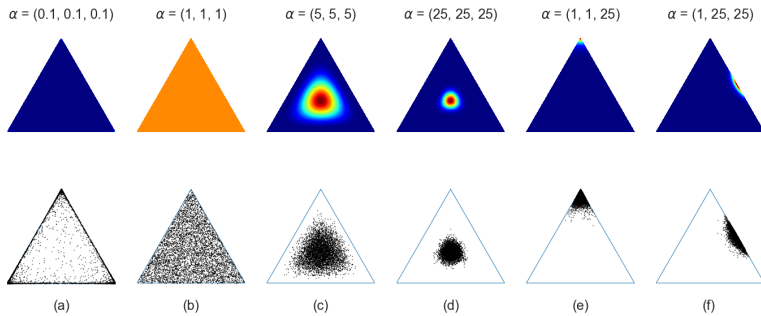 α = (0.1, 0.1, 0.1) α = (1, 1, 1) α = (5, 5, 5) α = (25, 25, 25) α = (1, 1, 25) α = (1, 25, 25)
(a) (b) (c) (d) (e) (f)